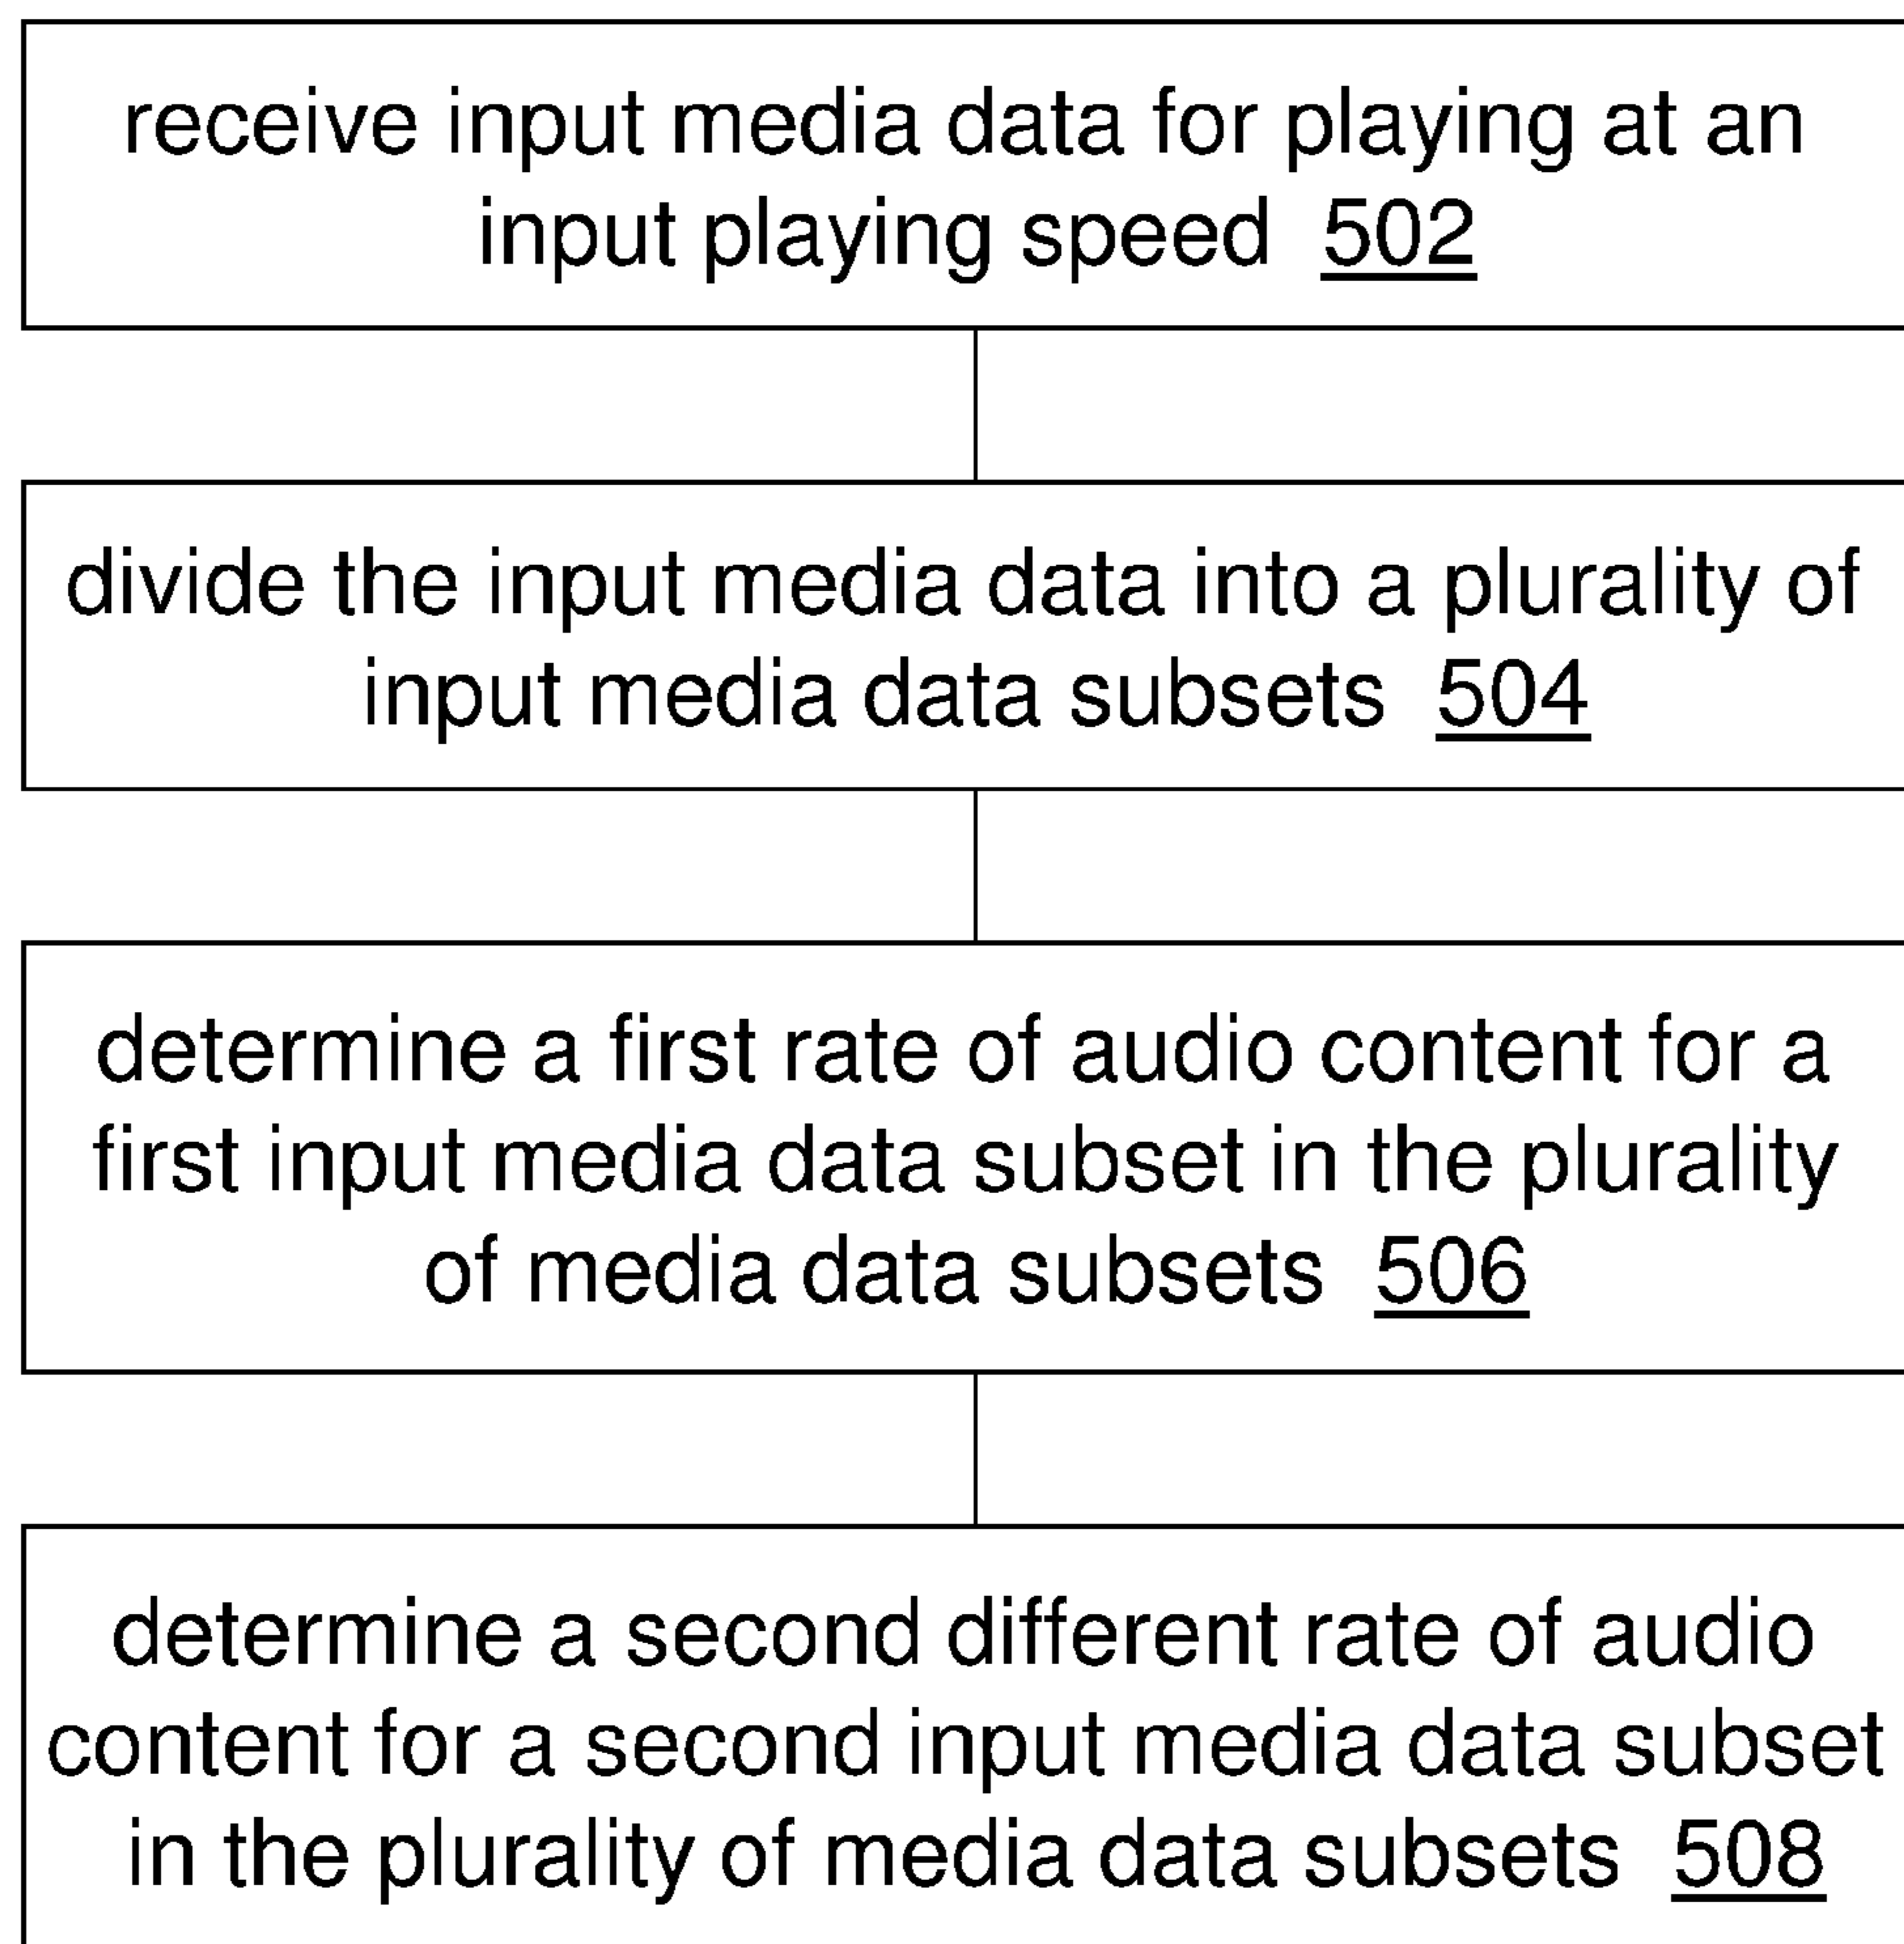 receive input media data for playing at an
input playing speed 502
divide the input media data into a plurality of
input media data subsets 504
determine a first rate of audio content for a
first input media data subset in the plurality
of media data subsets 506
determine a second different rate of audio
content for a second input media data subset
in the plurality of media data subsets 508